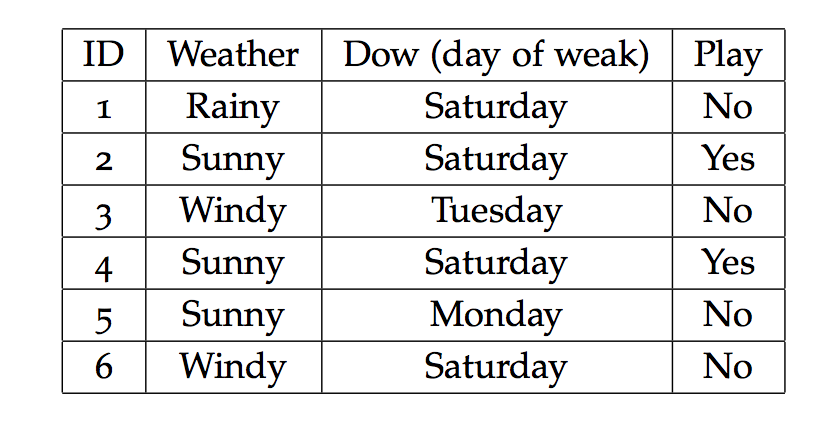 ID Weather Dow (day of weak) Play
1 Rainy Saturday No
2 Sunny Saturday Yes
3 Windy Tuesday No
4 Sunny Saturday Yes
5 Sunny Monday No
6 Windy Saturday No